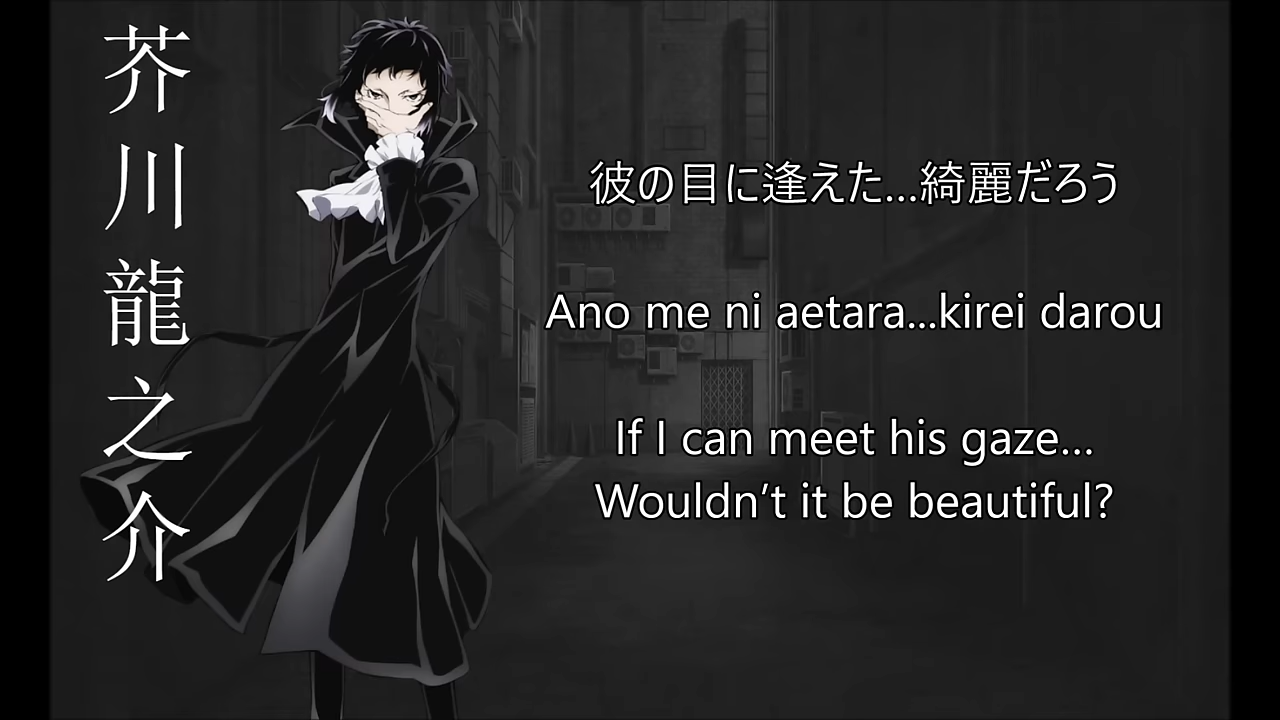 芥川龍之介
彼の目に逢えた...綺麗だろう
Ano me ni aetara...kirei darou
If I can meet his gaze...
Wouldn't it be beautiful?